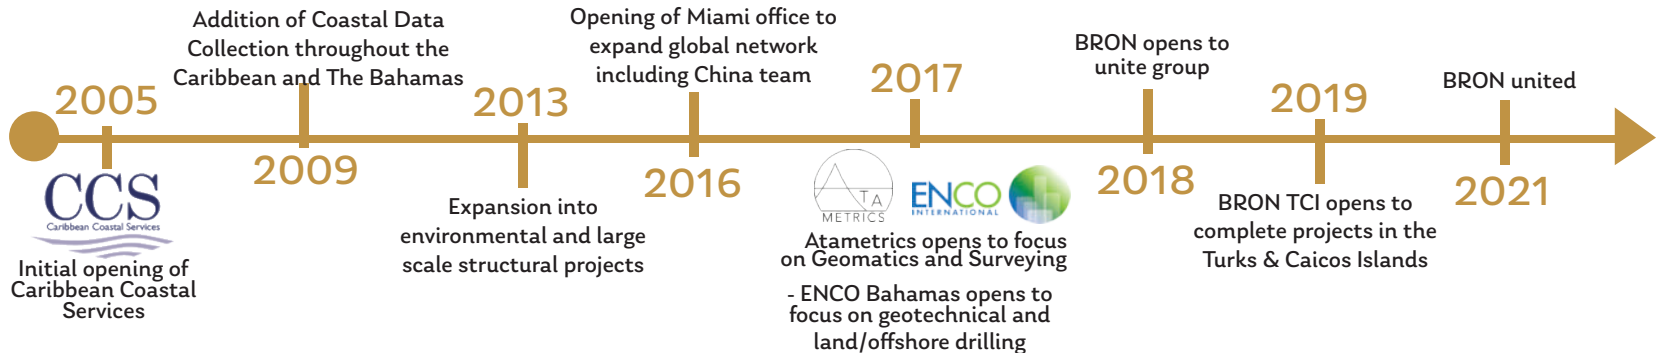 2005
CCS
Caribbean Coastal Services
Initial opening of
Caribbean Coastal
Services
Addition of Coastal Data
Collection throughout the
Caribbean and The Bahamas
2009
2013
Expansion into
environmental and large
scale structural projects
Opening of Miami office to
expand global network
including China team
2016
2017
ATA
METRICS
ENCO
INTERNATIONAL
Atametrics opens to focus
on Geomatics and Surveying
- ENCO Bahamas opens to
focus on geotechnical and
land/offshore drilling
BRON opens to
unite group
2018
2019
BRON TCI opens to
complete projects in the
Turks & Caicos Islands
BRON united
2021